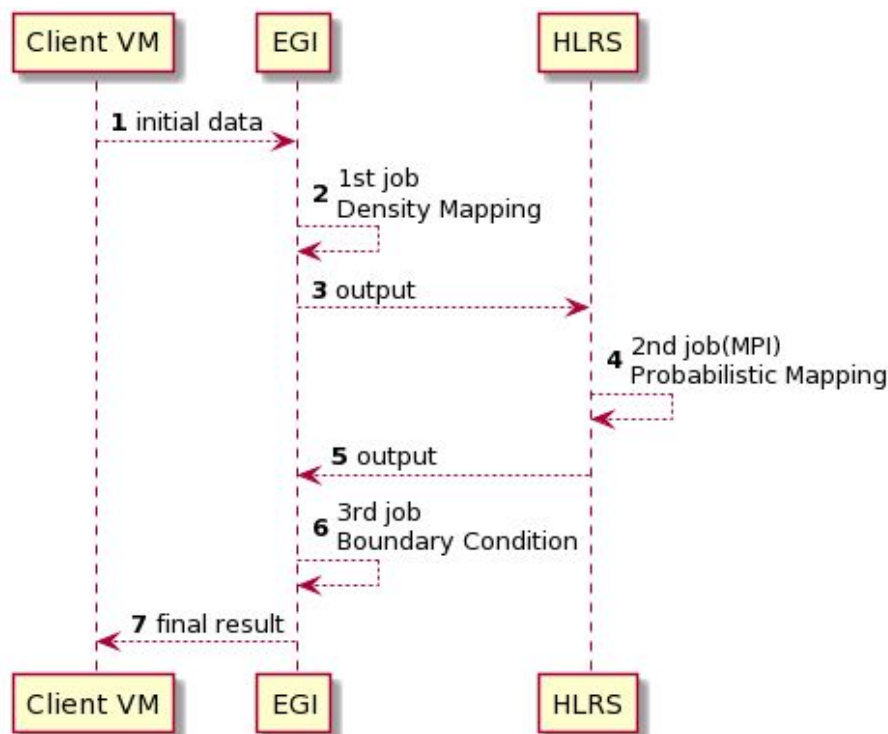 Client VM EGI HLRS
1 initial data
2 1st job
Density Mapping
3 output
4 2nd job(MPI)
Probabilistic Mapping
5 output
6 3rd job
Boundary Condition
7 final result
Client VM EGI HLRS